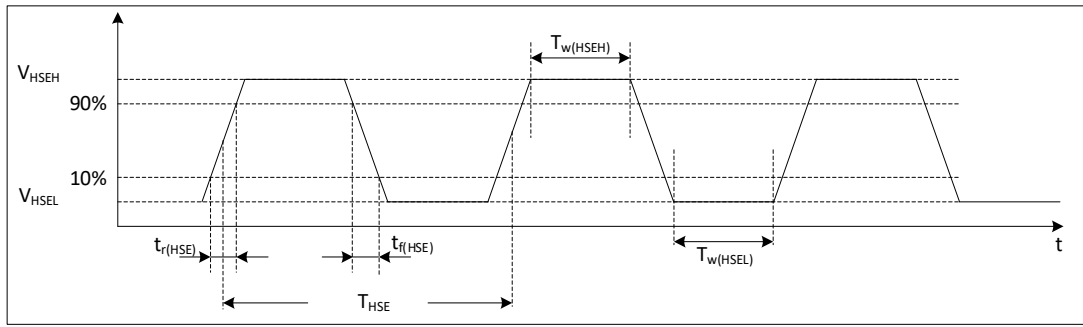 T_w(HSEH)
V_HSEH
90%
10%
V_HSEL
t_r(HSE)
t_f(HSE)
T_w(HSEL)
t
T_HSE